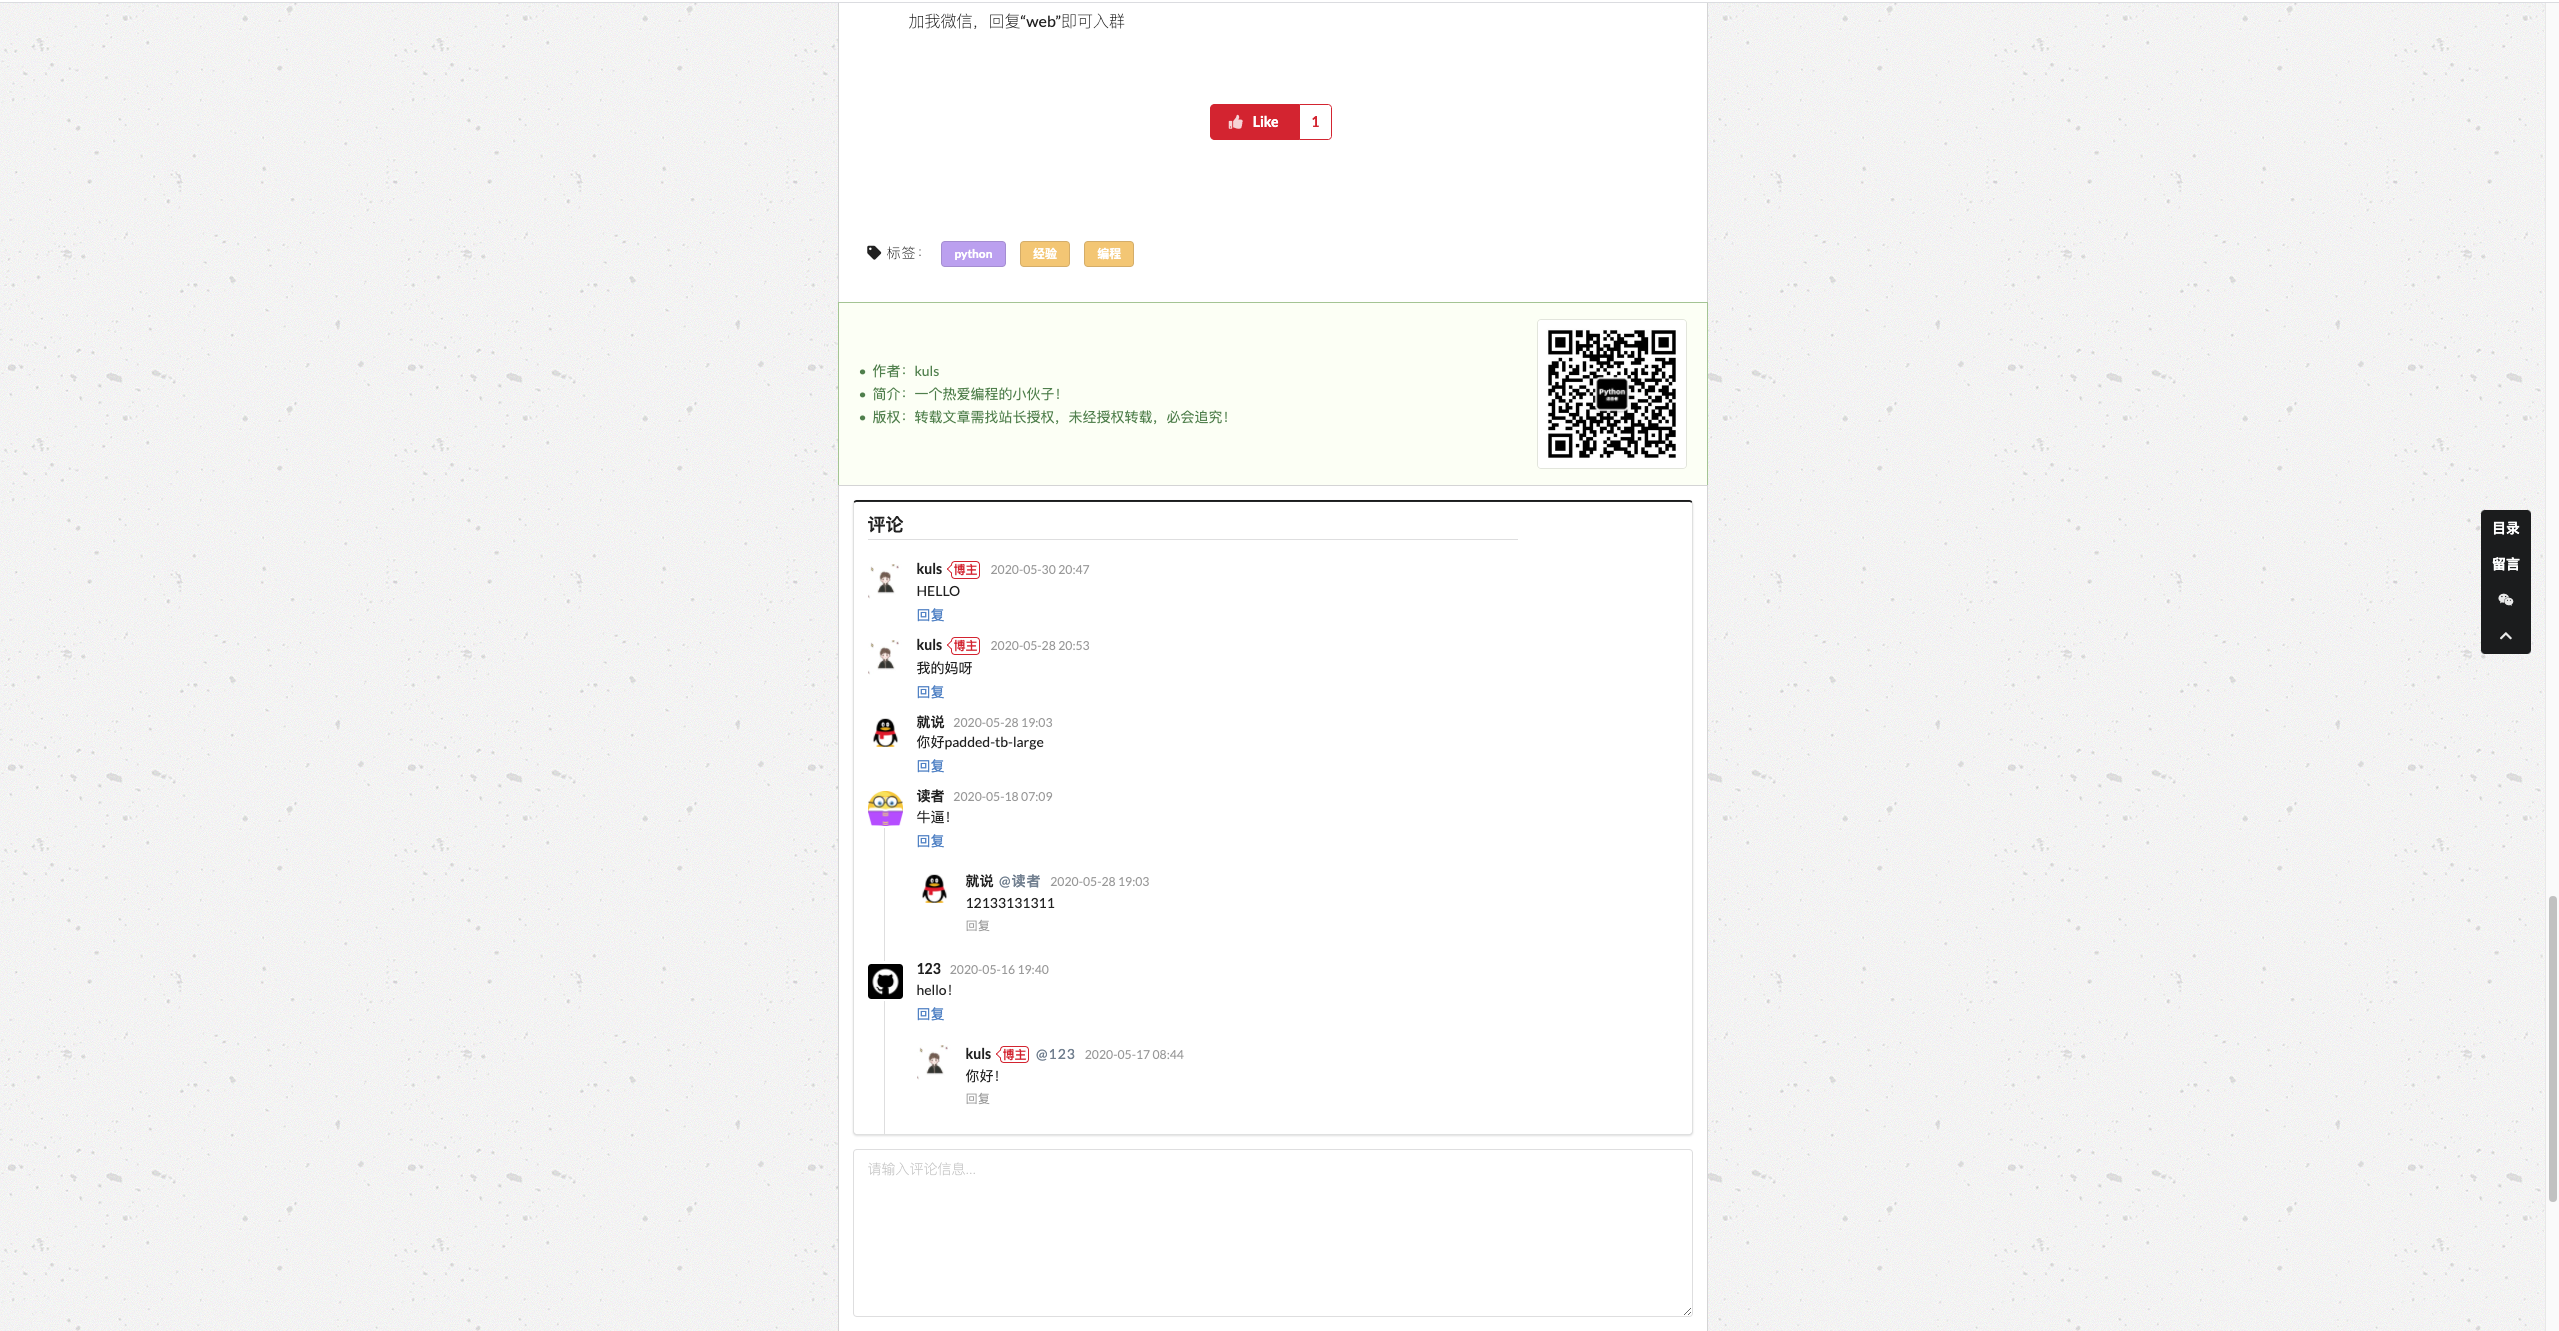 加我微信，回复“web”即可入群
Like 1
标签： python 经验 编程
作者：kuls
简介：一个热爱编程的小伙子！
版权：转载文章需找站长授权，未经授权转载，必会追究！
Python
评论
kuls 博主 2020-05-30 20:47
HELLO
回复
kuls 博主 2020-05-28 20:53
我的妈呀
回复
就说 2020-05-28 19:03
你好padded-tb-large
回复
读者 2020-05-18 07:09
牛逼！
回复
就说 @读者 2020-05-28 19:03
12133131311
回复
123 2020-05-16 19:40
hello！
回复
kuls 博主 @123 2020-05-17 08:44
你好！
回复
请输入评论信息...
目录
留言